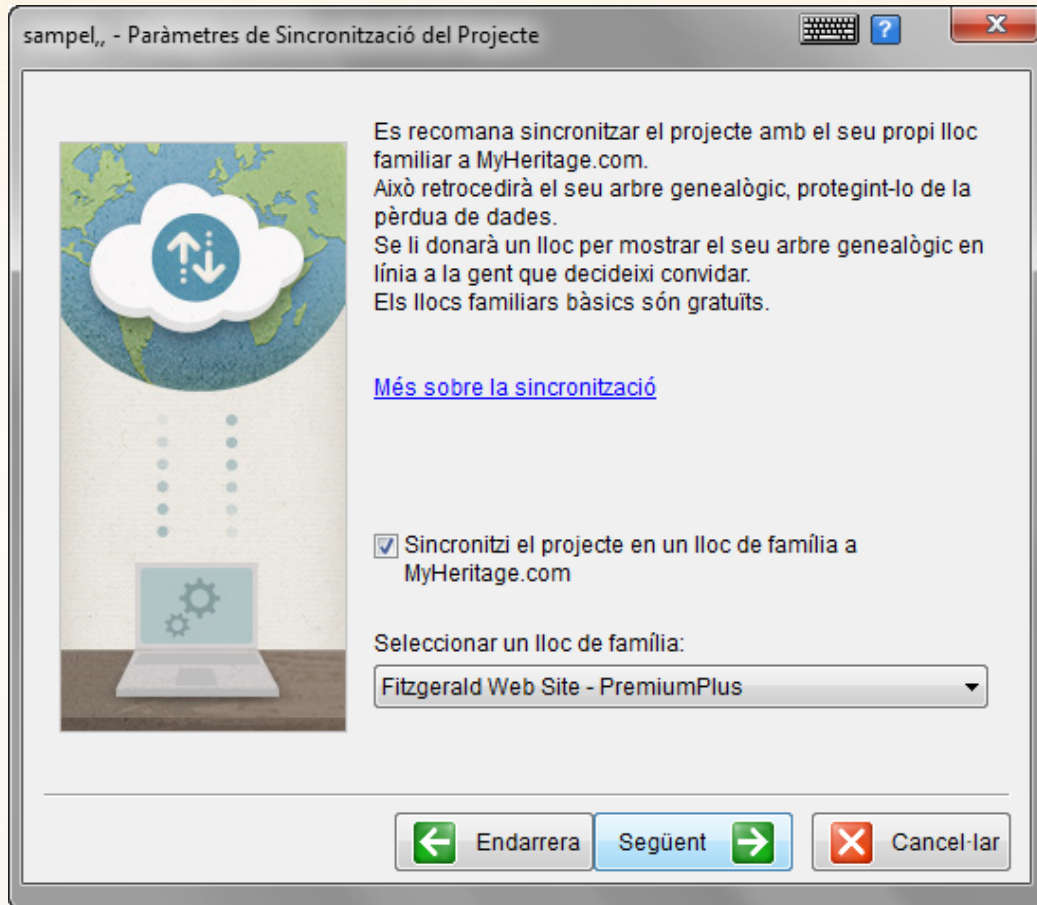 sampel,, - Paràmetres de Sincronització del Projecte
Es recomana sincronitzar el projecte amb el seu propi lloc
familiar a MyHeritage.com.
Això retrocedirà el seu arbre genealògic, protegint-lo de la
pèrdua de dades.
Se li donarà un lloc per mostrar el seu arbre genealògic en
línia a la gent que decideixi convidar.
Els llocs familiars bàsics són gratuïts.
Més sobre la sincronització
Sincronitzi el projecte en un lloc de família a
MyHeritage.com
Seleccionar un lloc de família:
Fitzgerald Web Site - PremiumPlus
Endarrera Següent Cancel·lar